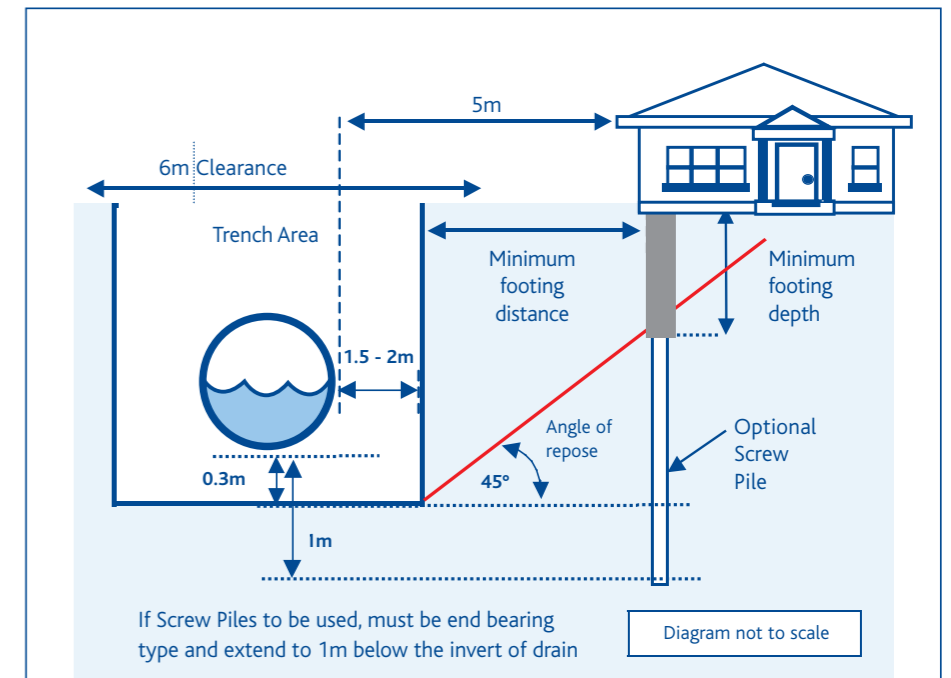 5m
6m Clearance
Trench Area
Minimum
footing
distance
Minimum
footing
depth
1.5 - 2m
Angle of
repose
45°
0.3m
1m
Optional
Screw
Pile
If Screw Piles to be used, must be end bearing
type and extend to 1m below the invert of drain
Diagram not to scale